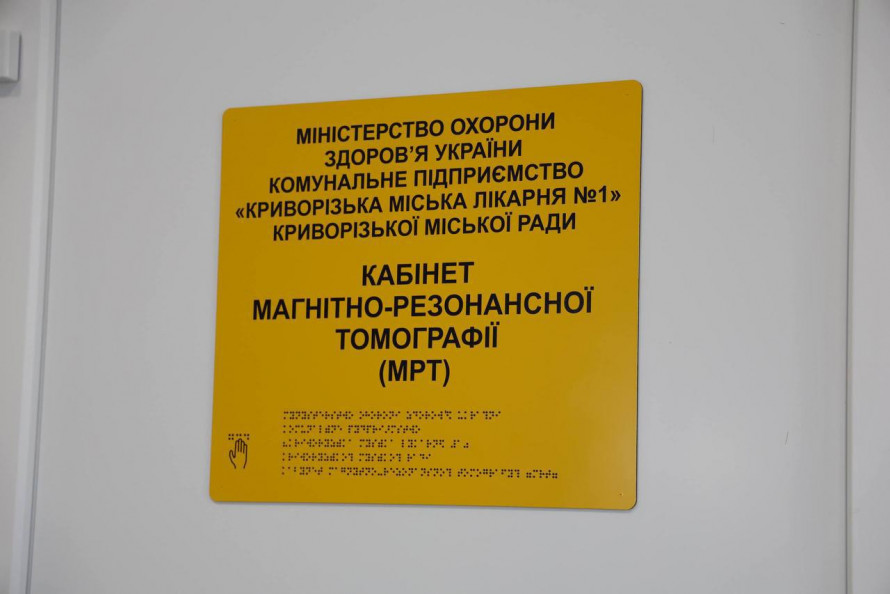 МІНІСТЕРСТВО ОХОРОНИ
ЗДОРОВ'Я УКРАЇНИ
КОМУНАЛЬНЕ ПІДПРИЄМСТВО
«КРИВОРІЗЬКА МІСЬКА ЛІКАРНЯ №1»
КРИВОРІЗЬКОЇ МІСЬКОЇ РАДИ
КАБІНЕТ
МАГНІТНО-РЕЗОНАНСНОЇ
ТОМОГРАФІЇ
(МРТ)